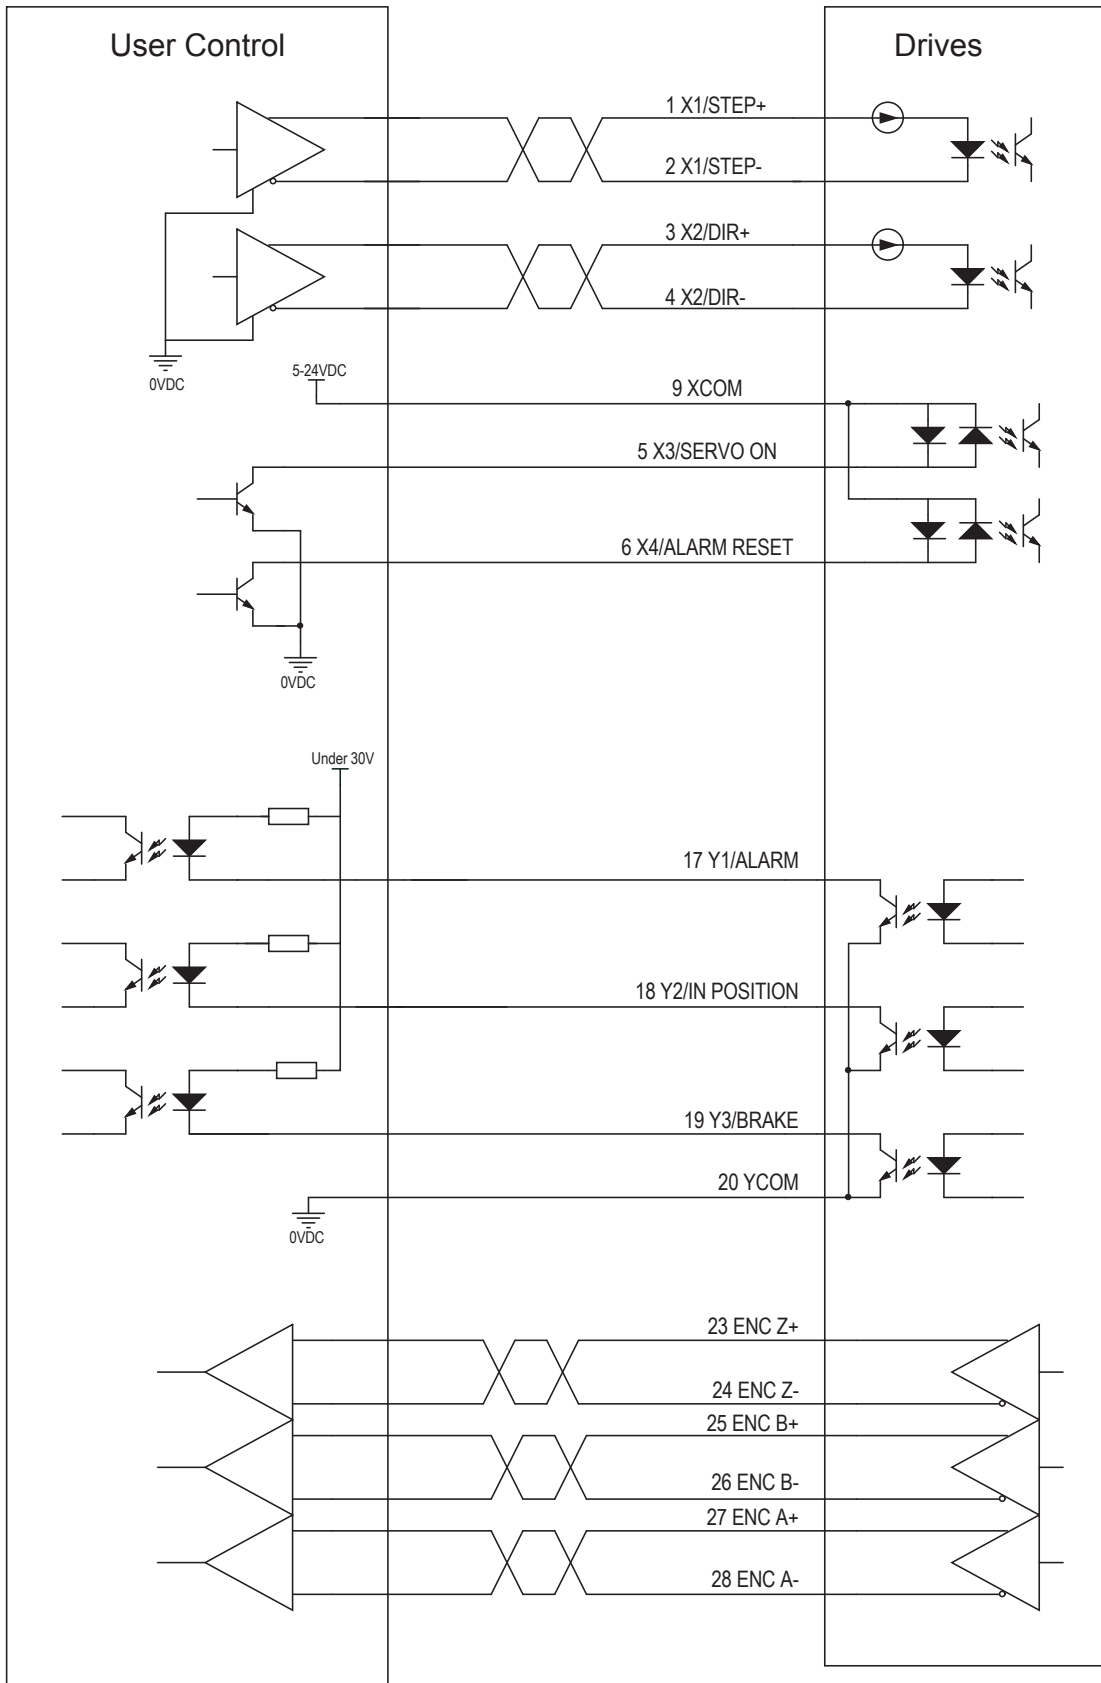 User Control
Drives
1 X1/STEP+
2 X1/STEP-
3 X2/DIR+
4 X2/DIR-
0VDC
5-24VDC
9 XCOM
5 X3/SERVO ON
6 X4/ALARM RESET
0VDC
Under 30V
17 Y1/ALARM
18 Y2/IN POSITION
19 Y3/BRAKE
20 YCOM
0VDC
23 ENC Z+
24 ENC Z-
25 ENC B+
26 ENC B-
27 ENC A+
28 ENC A-